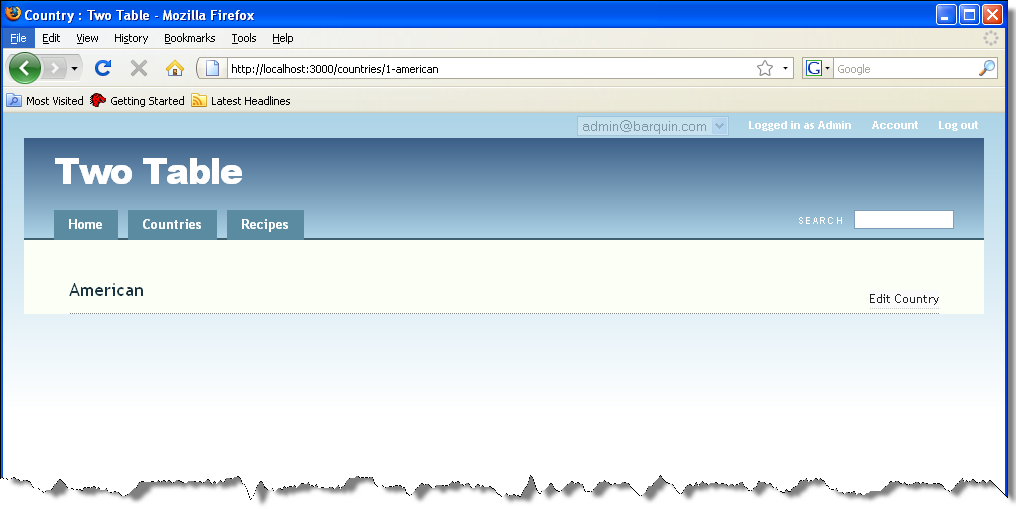 Country : Two Table - Mozilla Firefox
File Edit View History Bookmarks Tools Help
http://localhost:3000/countries/1-american G Google
Most Visited Getting Started Latest Headlines
admin@barquin.com Logged in as Admin Account Log out
Two Table
Home Countries Recipes SEARCH
American
Edit Country